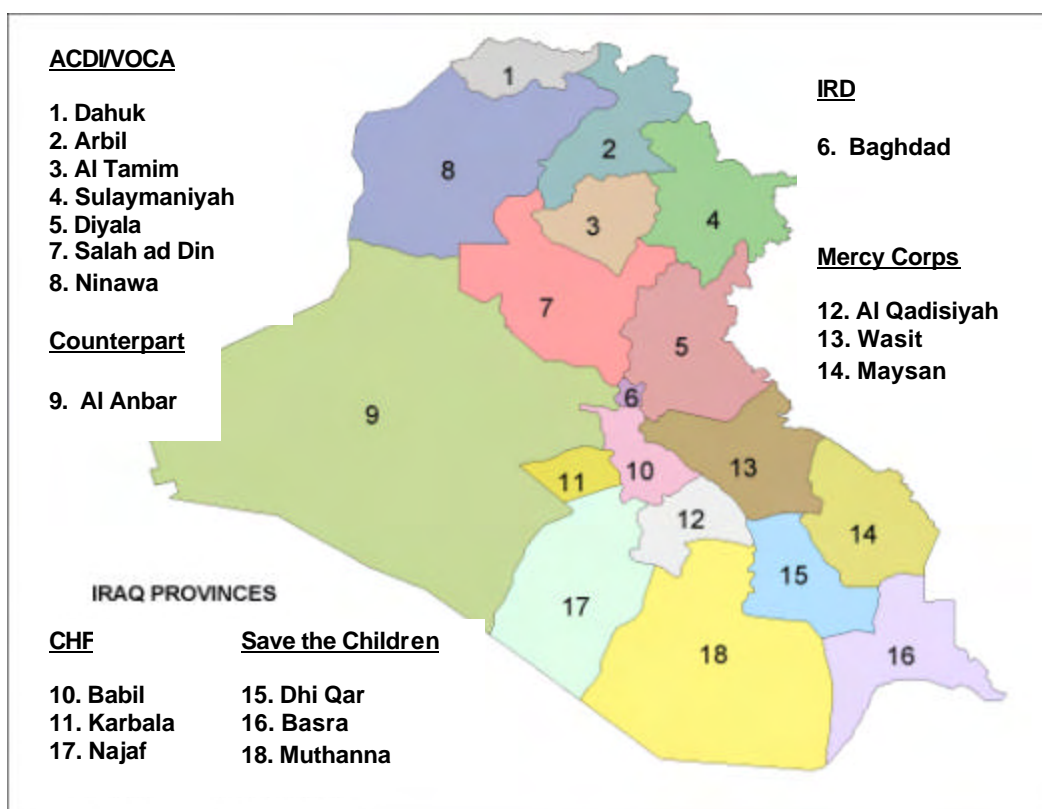 ACDI/VOCA
1. Dahuk
2. Arbil
3. Al Tamim
4. Sulaymaniyah
5. Diyala
7. Salah ad Din
8. Ninawa
Counterpart
9. Al Anbar
IRD
6. Baghdad
Mercy Corps
12. Al Qadisiyah
13. Wasit
14. Maysan
1
2
8
3
4
7
5
6
9
10
13
11
12
14
15
17
18
16
IRAQ PROVINCES
CHF
10. Babil
11. Karbala
17. Najaf
Save the Children
15. Dhi Qar
16. Basra
18. Muthanna